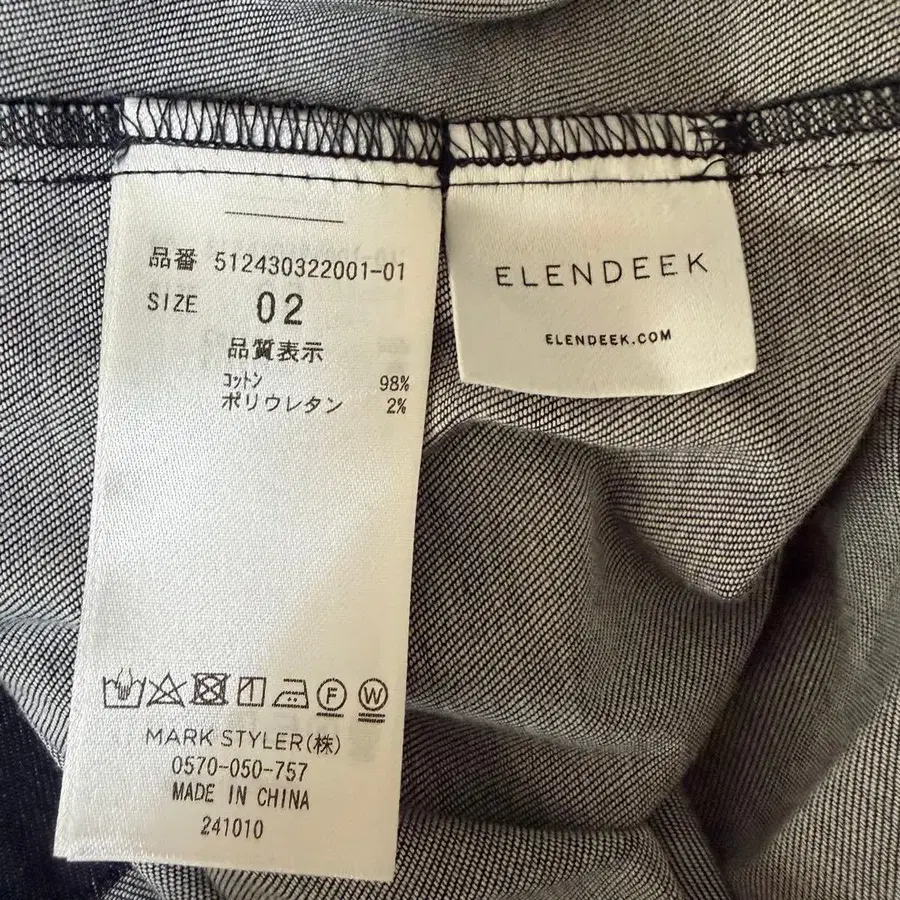 品番 512430322001-01
SIZE 02
品質表示
コットン 98%
ポリウレタン 2%
F W
MARK STYLER(株)
0570-050-757
MADE IN CHINA
241010
ELENDEEK
ELENDEEK.COM